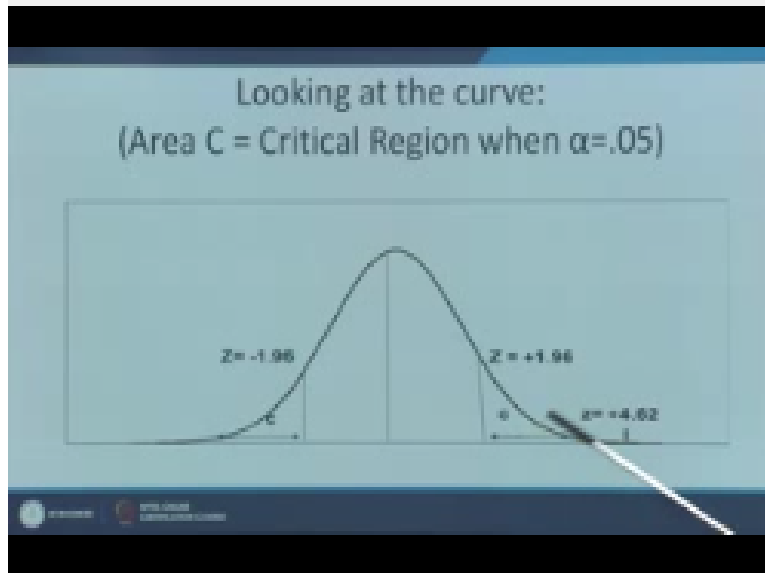 Looking at the curve:
(Area C = Critical Region when α=.05)
Z= -1.96
Z = +1.96
C
c
z= +4.62